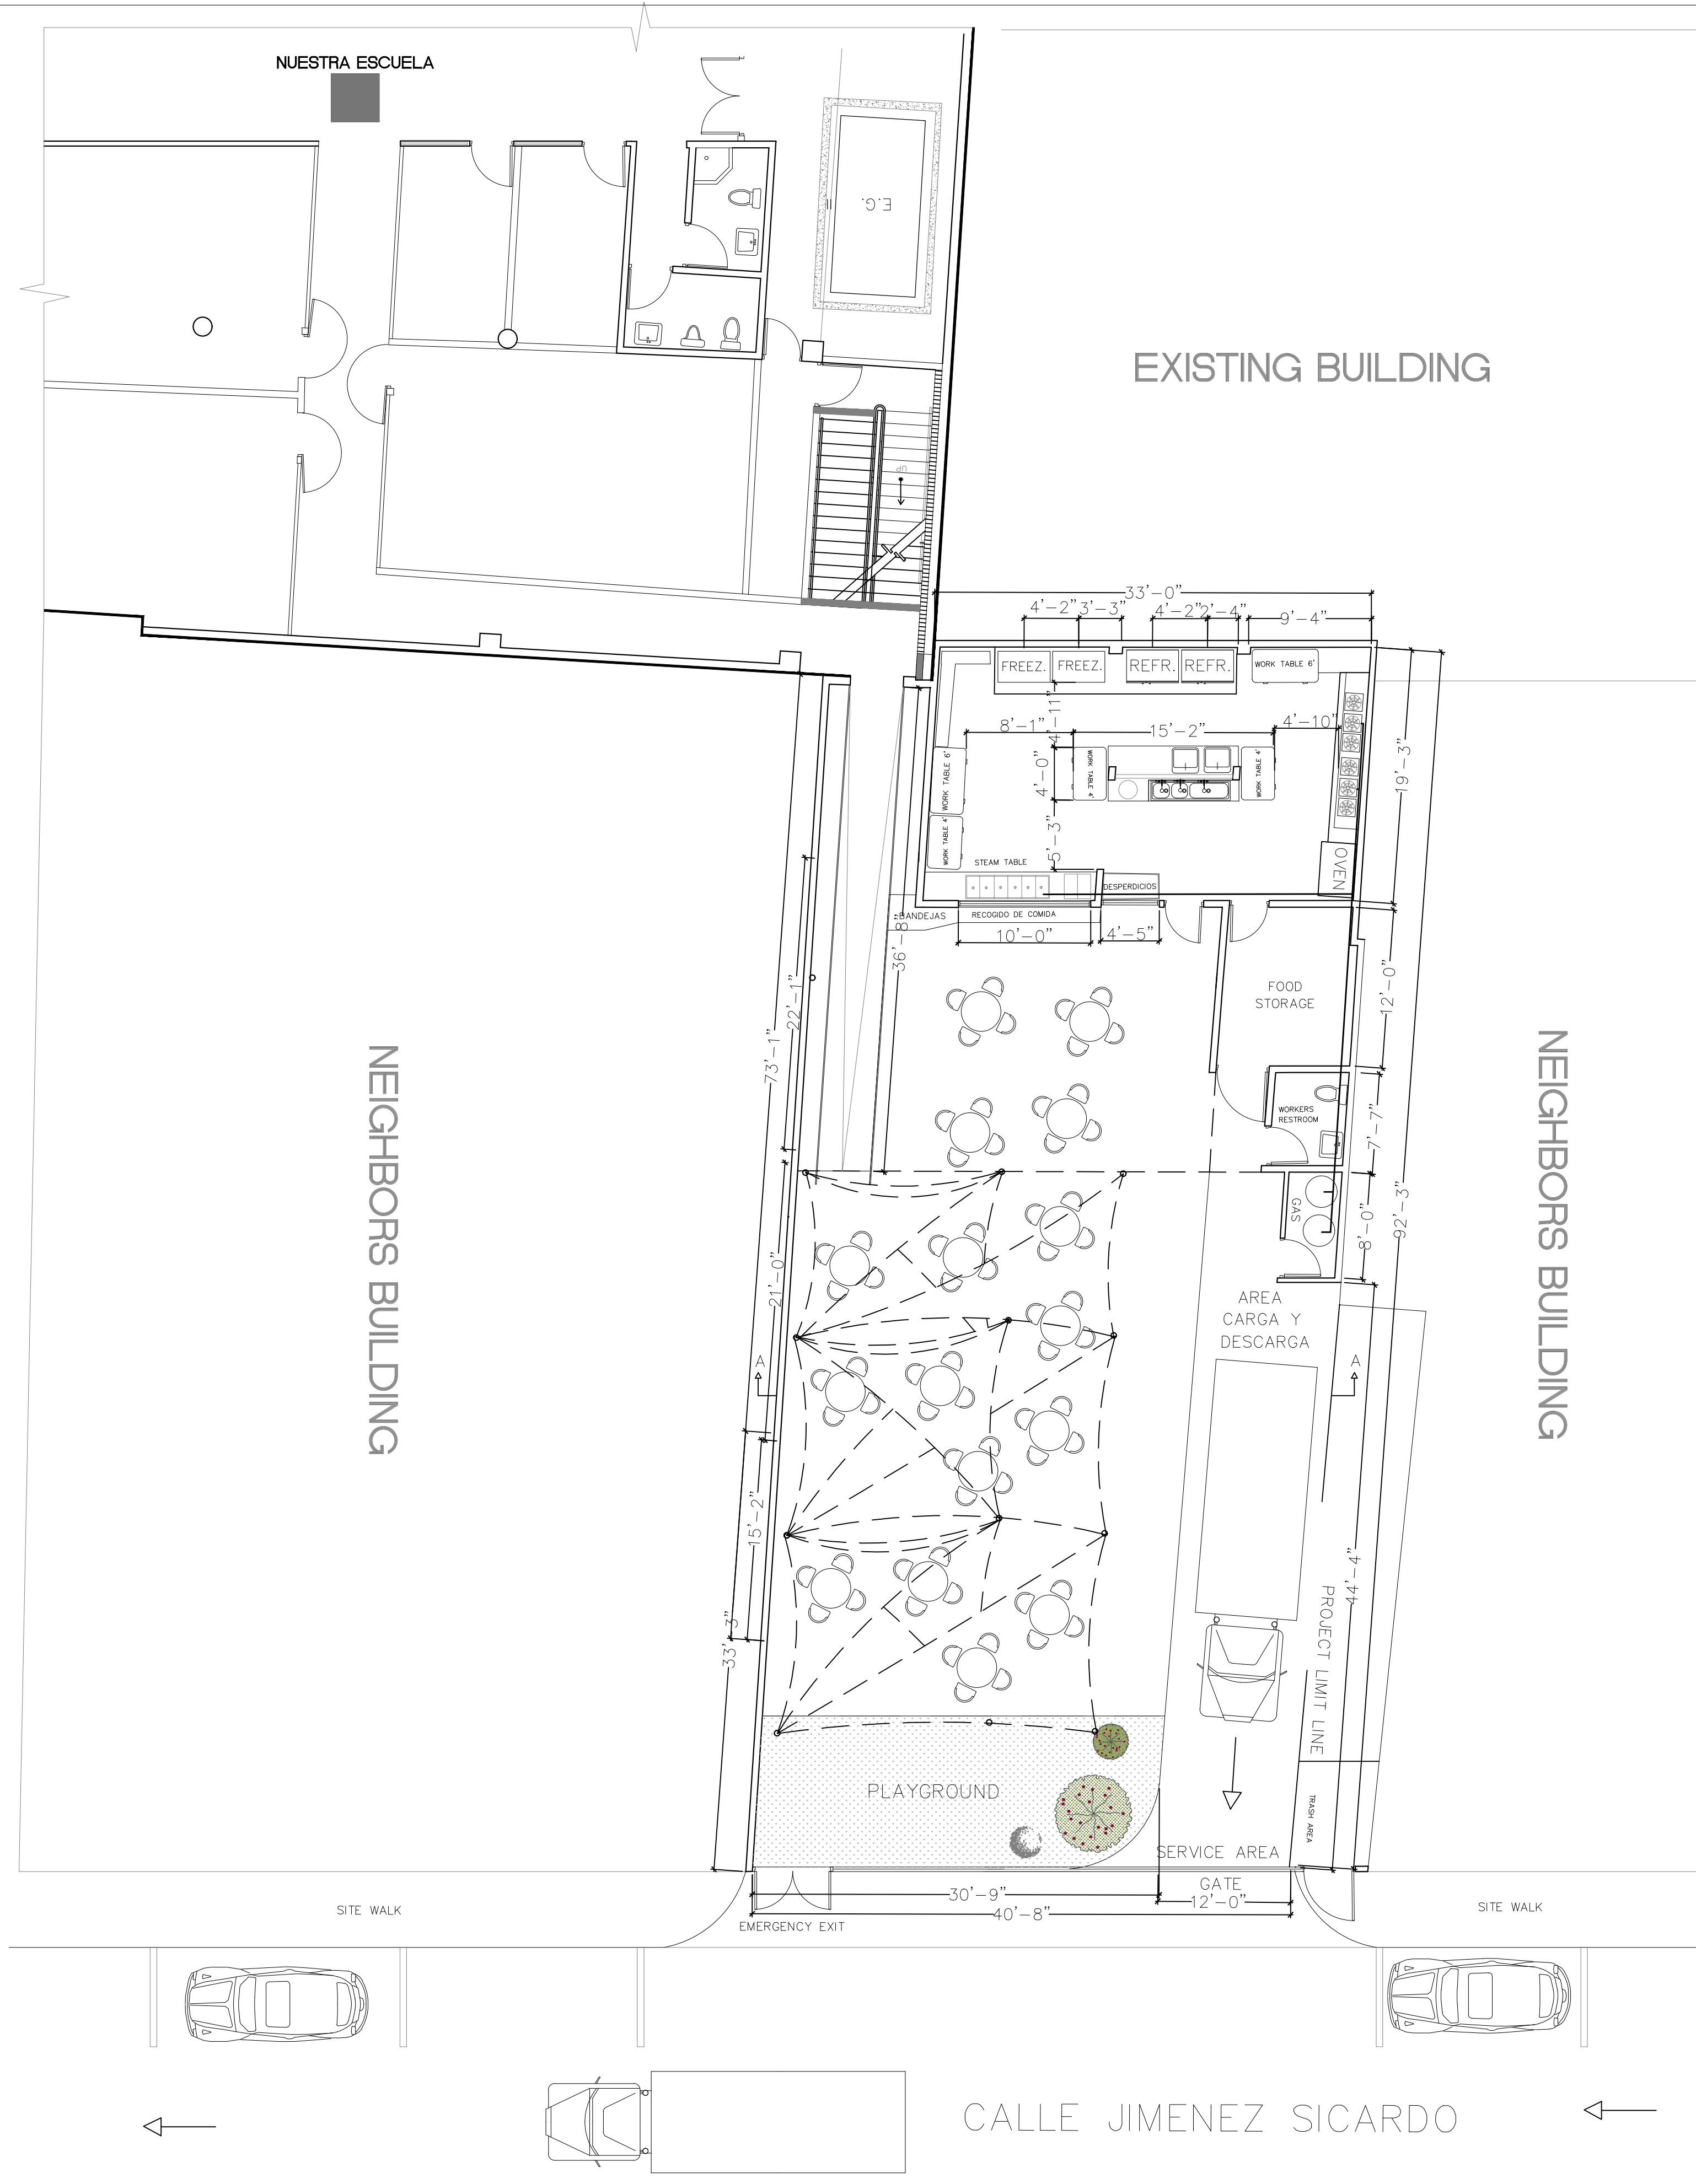 NUESTRA ESCUELA
E.G.
EXISTING BUILDING
UP
33'-0"
4'-2"
3'-3"
4'-2"
2'-4"
9'-4"
FREEZ.
FREEZ.
REFR.
REFR.
WORK TABLE 6'
4'-11"
8'-1"
15'-2"
4'-10"
WORK TABLE 6'
4'-0"
WORK TABLE 4'
WORK TABLE 4'
19'-3"
WORK TABLE 4'
5'-3"
STEAM TABLE
DESPERDICIOS
OVEN
BANDEJAS
RECOGIDO DE COMIDA
10'-0"
4'-5"
36'-8"
22'-1"
73'-1"
FOOD
STORAGE
12'-0"
WORKERS
RESTROOM
7'-7"
92'-3"
NEIGHBORS BUILDING
NEIGHBORS BUILDING
GAS
8'-0"
21'-0"
AREA
CARGA Y
DESCARGA
A
A
15'-2"
44'-4"
33'-3"
PROJECT LIMIT LINE
PLAYGROUND
TRASH AREA
SERVICE AREA
GATE
30'-9"
12'-0"
40'-8"
SITE WALK
EMERGENCY EXIT
SITE WALK
CALLE JIMENEZ SICARDO